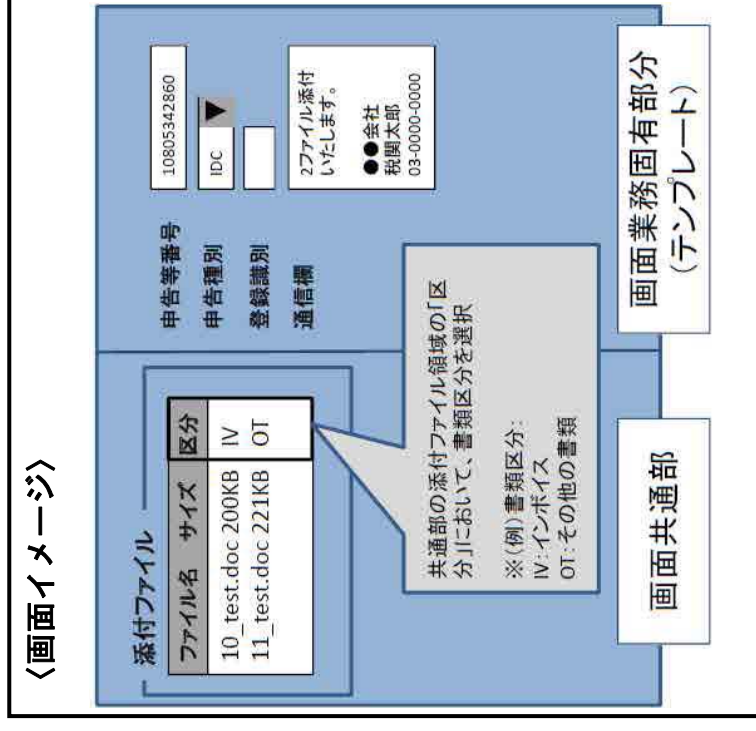 〈画面イメージ〉
添付ファイル
ファイル名 サイズ 区分
10_test.doc 200KB IV
11_test.doc 221KB OT
共通部の添付ファイル領域の「区
分」において、書類区分を選択
※(例)書類区分:
IV:インボイス
OT:その他の書類
画面共通部
申告等番号 10805342860
申告種別 IDC ▼
登録識別
通信欄
2ファイル添付
いたします。
●●会社
税関太郎
03-0000-0000
画面業務固有部分
(テンプレート)